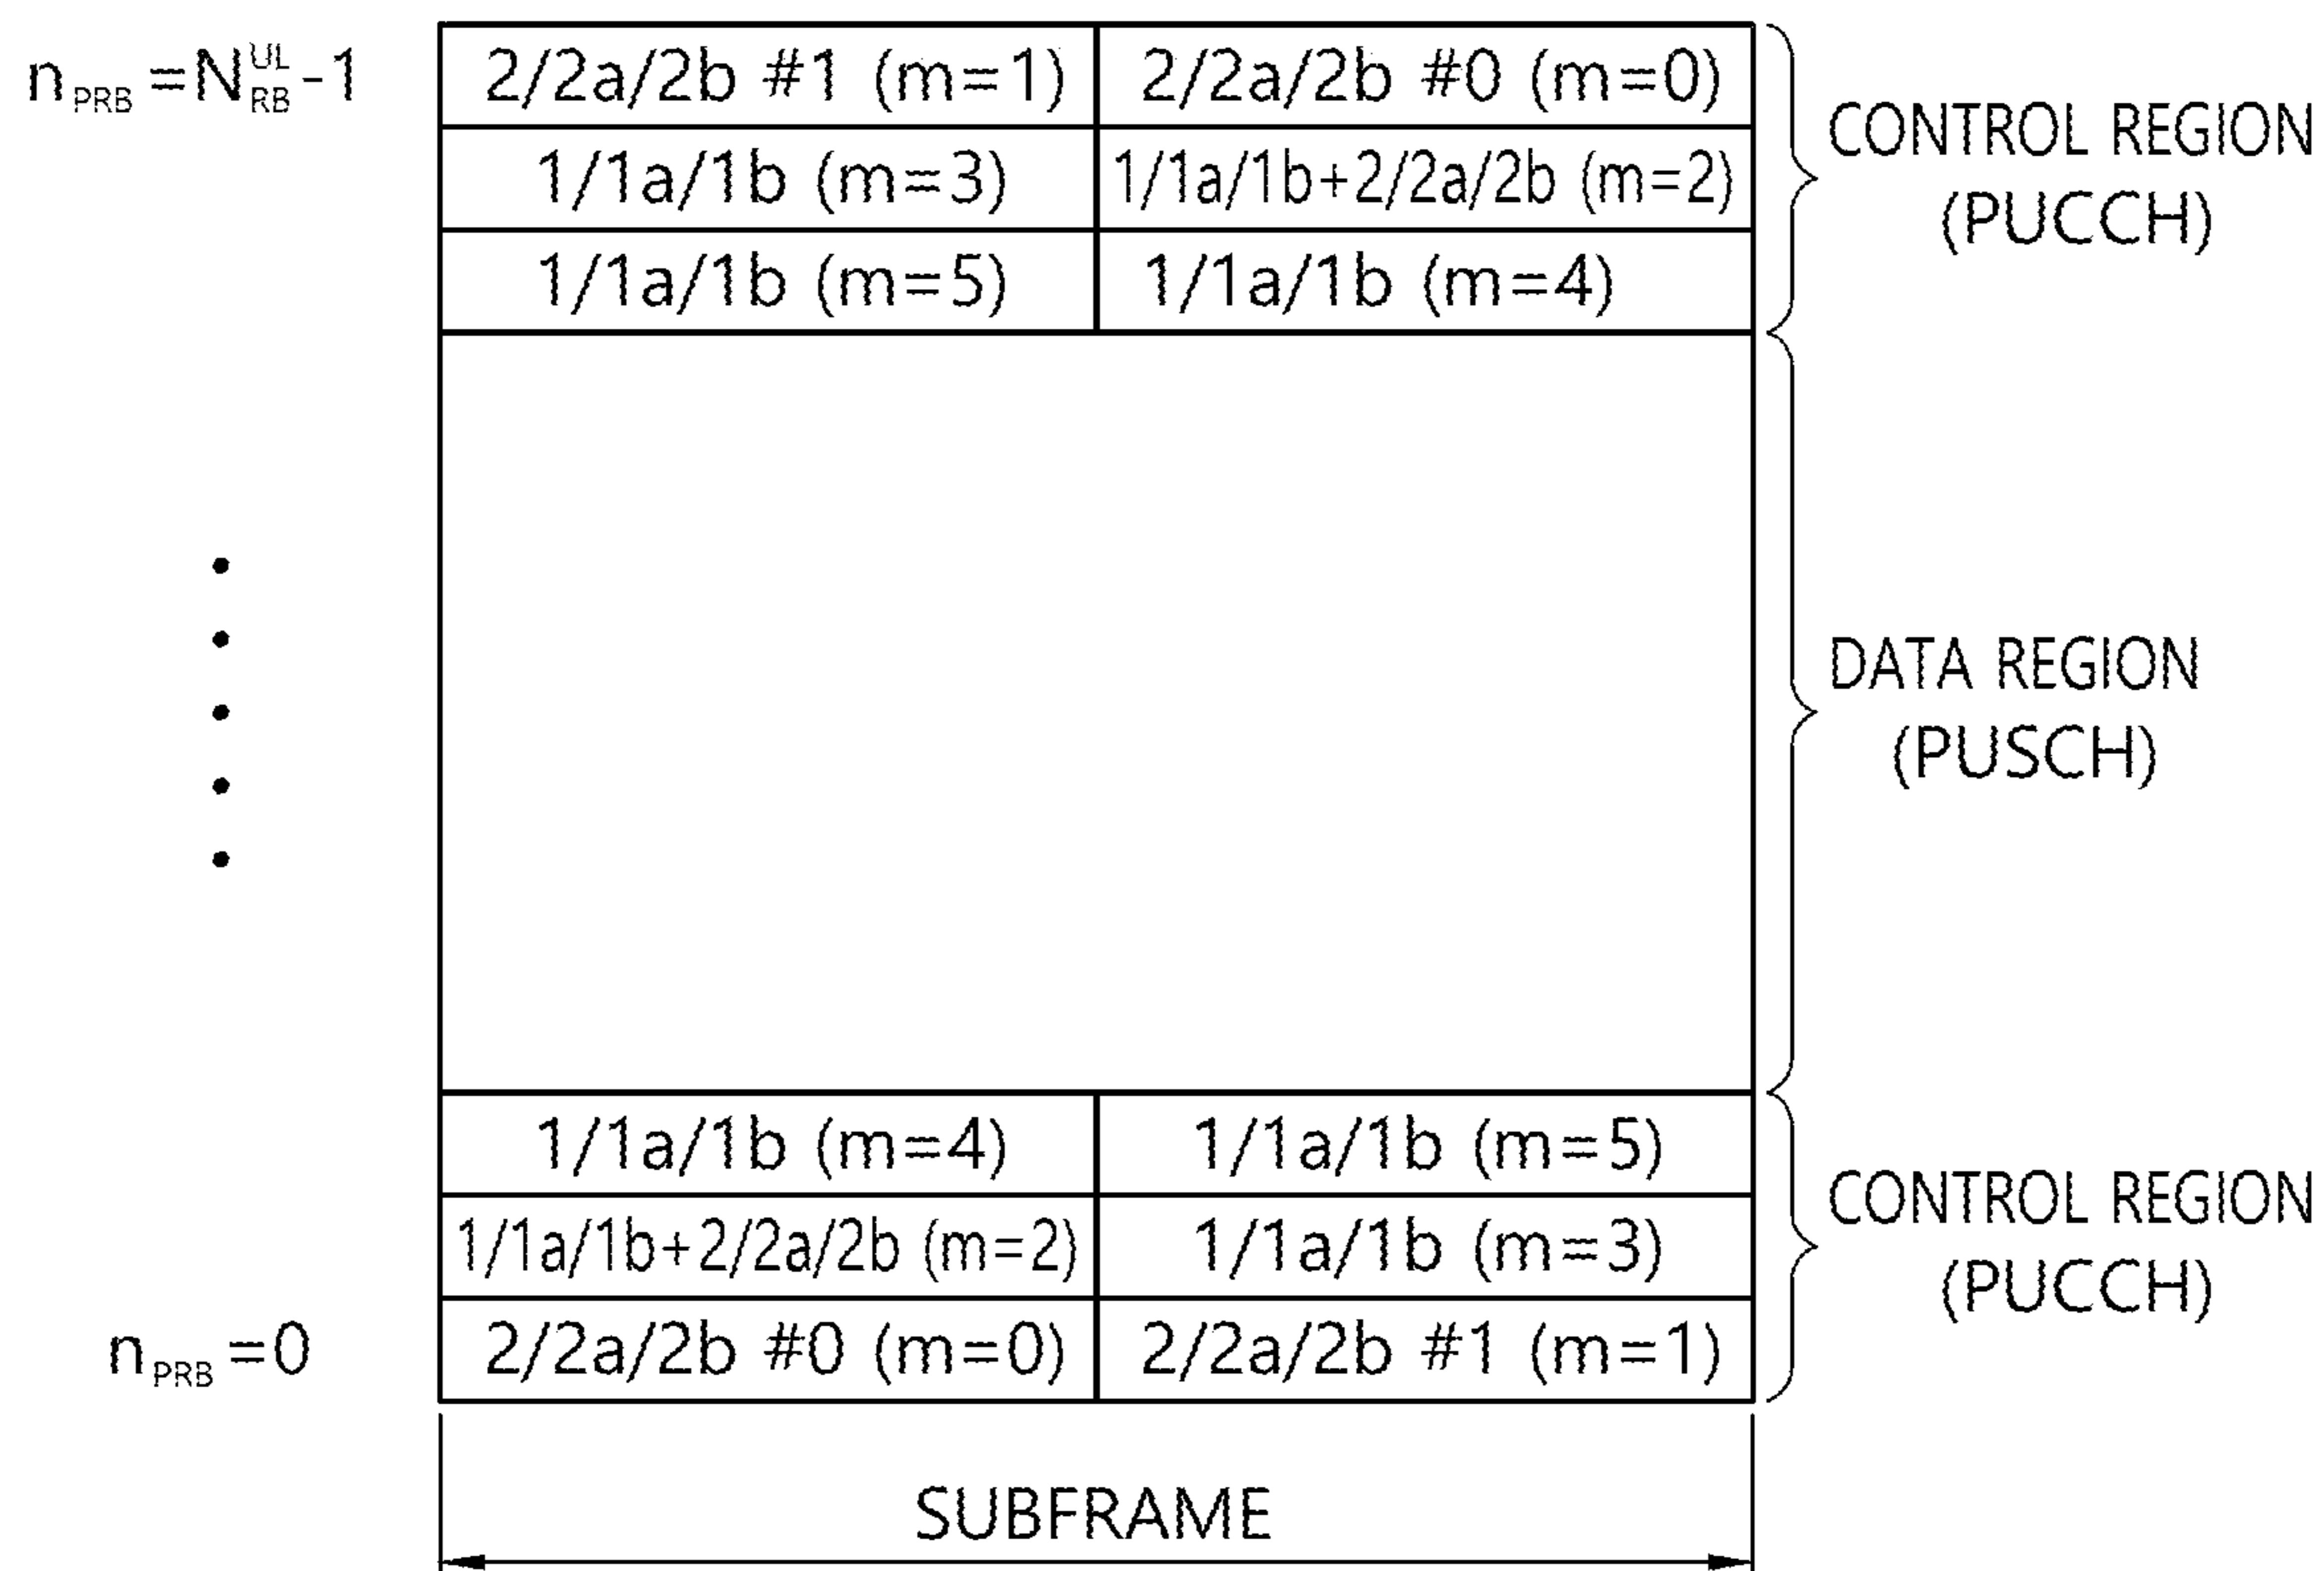 n_PRB =N_RB^UL-1
2/2a/2b #1 (m=1)
2/2a/2b #0 (m=0)
1/1a/1b (m=3)
1/1a/1b+2/2a/2b (m=2)
1/1a/1b (m=5)
1/1a/1b (m=4)
CONTROL REGION
(PUCCH)
DATA REGION
(PUSCH)
1/1a/1b (m=4)
1/1a/1b (m=5)
1/1a/1b+2/2a/2b (m=2)
1/1a/1b (m=3)
n_PRB =0
2/2a/2b #0 (m=0)
2/2a/2b #1 (m=1)
CONTROL REGION
(PUCCH)
SUBFRAME